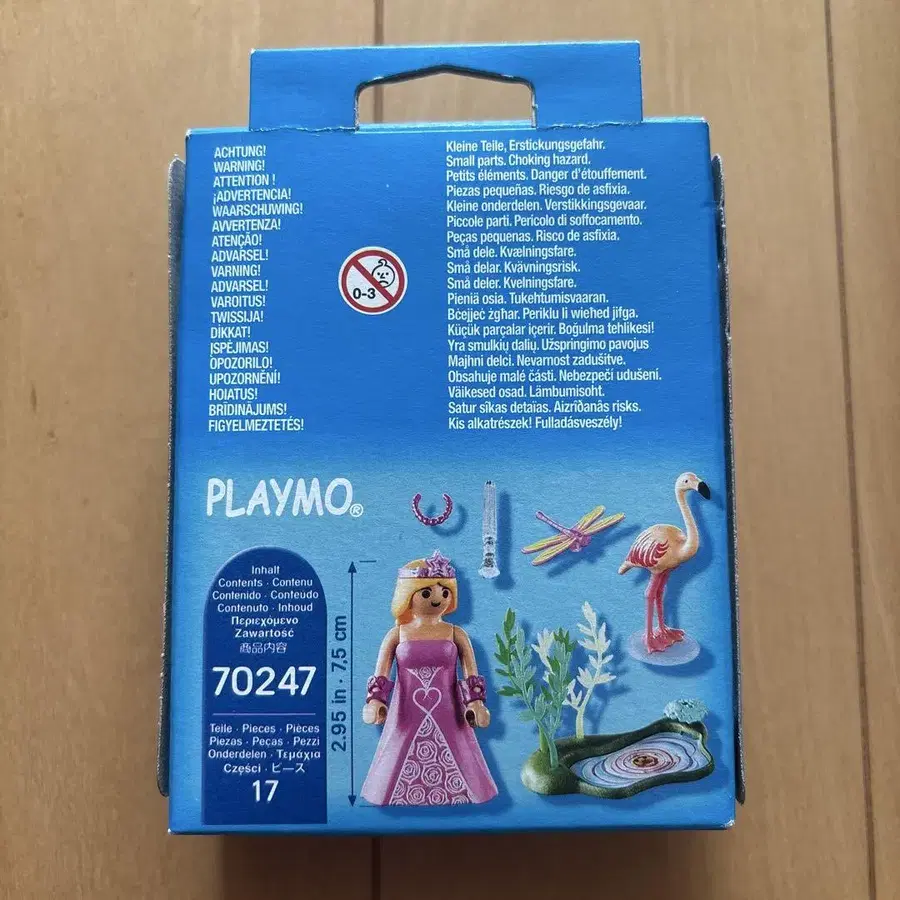 ACHTUNG!
WARNING!
ATTENTION !
¡ADVERTENCIA!
WAARSCHUWING!
AVVERTENZA!
ATENÇÃO!
ADVARSEL!
VARNING!
ADVARSEL!
VAROITUS!
TWISSIJA!
DİKKAT!
ĮSPĖJIMAS!
OPOZORILO!
UPOZORNĚNÍ!
HOIATUS!
BRĪDINĀJUMS!
FIGYELMEZTETÉS!
0-3
Kleine Teile, Erstickungsgefahr.
Small parts. Choking hazard.
Petits éléments. Danger d'étouffement.
Piezas pequeñas. Riesgo de asfixia.
Kleine onderdelen. Verstikkingsgevaar.
Piccole parti. Pericolo di soffocamento.
Peças pequenas. Risco de asfixia.
Små dele. Kvælningsfare.
Små delar. Kvävningsrisk.
Små deler. Kvelningsfare.
Pieniä osia. Tukehtumisvaaran.
Bċejjeċ żgħar. Periklu li wieħed jifga.
Küçük parçalar içerir. Boğulma tehlikesi!
Yra smulkių dalių. Užspringimo pavojus
Majhni delci. Nevarnost zadušitve.
Obsahuje malé části. Nebezpečí udušení.
Väikesed osad. Lämbumisoht.
Satur sīkas detaļas. Aizrīšanās risks.
Kis alkatrészek! Fulladásveszély!
PLAYMO®
Inhalt
Contents · Contenu
Contenido · Conteúdo
Contenuto · Inhoud
Περιεχόμενο
Zawartość
商品内容
70247
Teile · Pieces · Pièces
Piezas · Peças · Pezzi
Onderdelen · Τεμάχια
Części · ピース
17
2.95 in · 7,5 cm